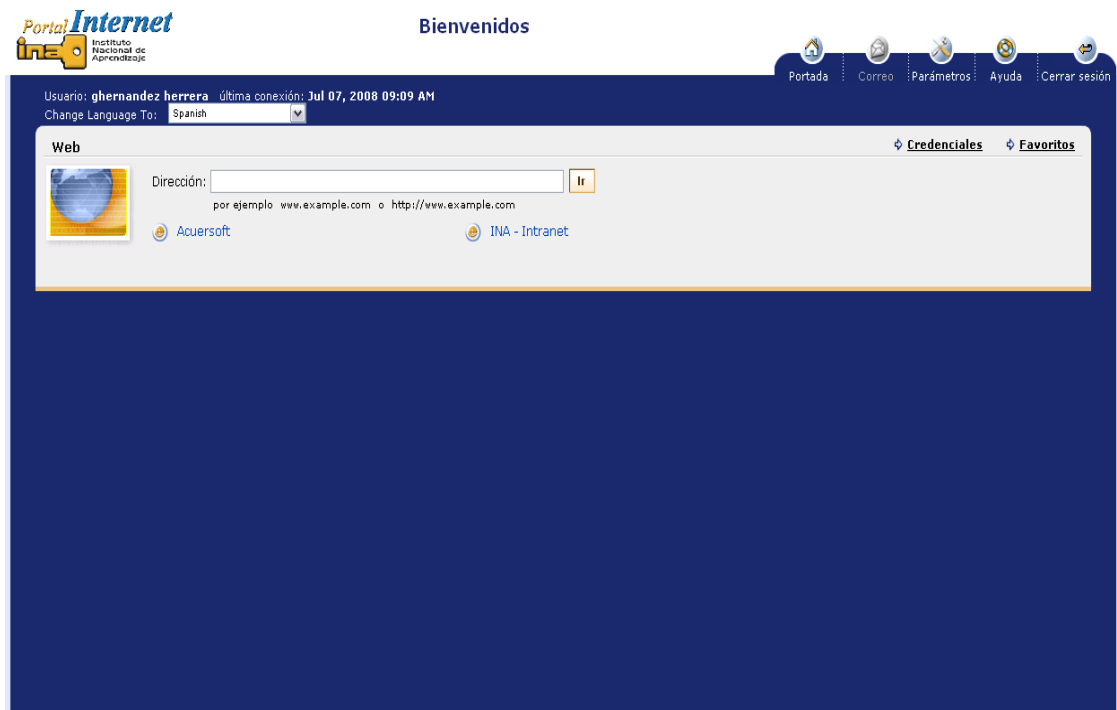 Portal Internet
ina Instituto
Nacional de
Aprendizaje
Bienvenidos
Portada Correo Parámetros Ayuda Cerrar sesión
Usuario: ghernandez herrera última conexión: Jul 07, 2008 09:09 AM
Change Language To: Spanish
Web Credenciales Favoritos
Dirección: Ir
por ejemplo www.example.com o http://www.example.com
Acuersoft INA - Intranet